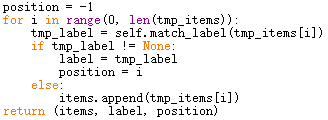 position = -1
for i in range(0, len(tmp_items)):
    tmp_label = self.match_label(tmp_items[i])
    if tmp_label != None:
        label = tmp_label
        position = i
    else:
        items.append(tmp_items[i])
return (items, label, position)